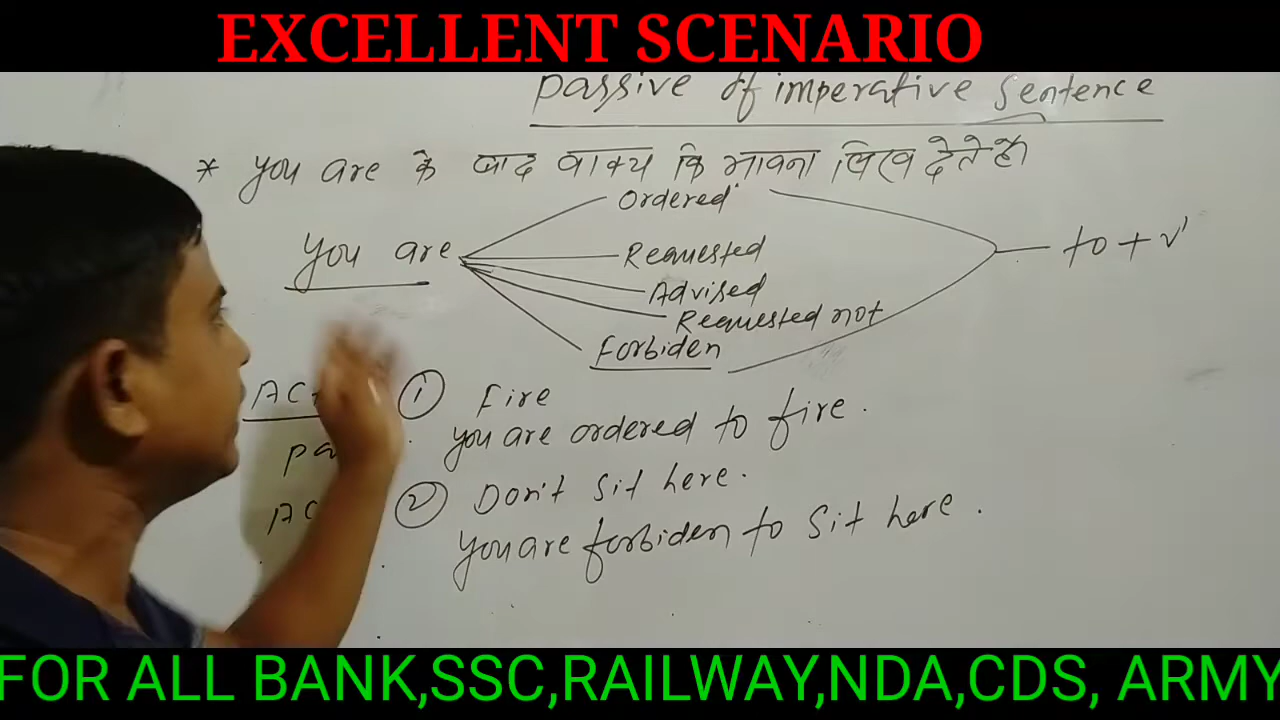 EXCELLENT SCENARIO
Passive of imperative Sentence
* you are के बाद वाक्य कि भावना लिख देते है।
Ordered
you are
Requested
to + v¹
Advised
Requested not
Forbiden
① Fire
you are ordered to fire.
② Don't sit here.
you are forbiden to sit here.
FOR ALL BANK,SSC,RAILWAY,NDA,CDS, ARMY